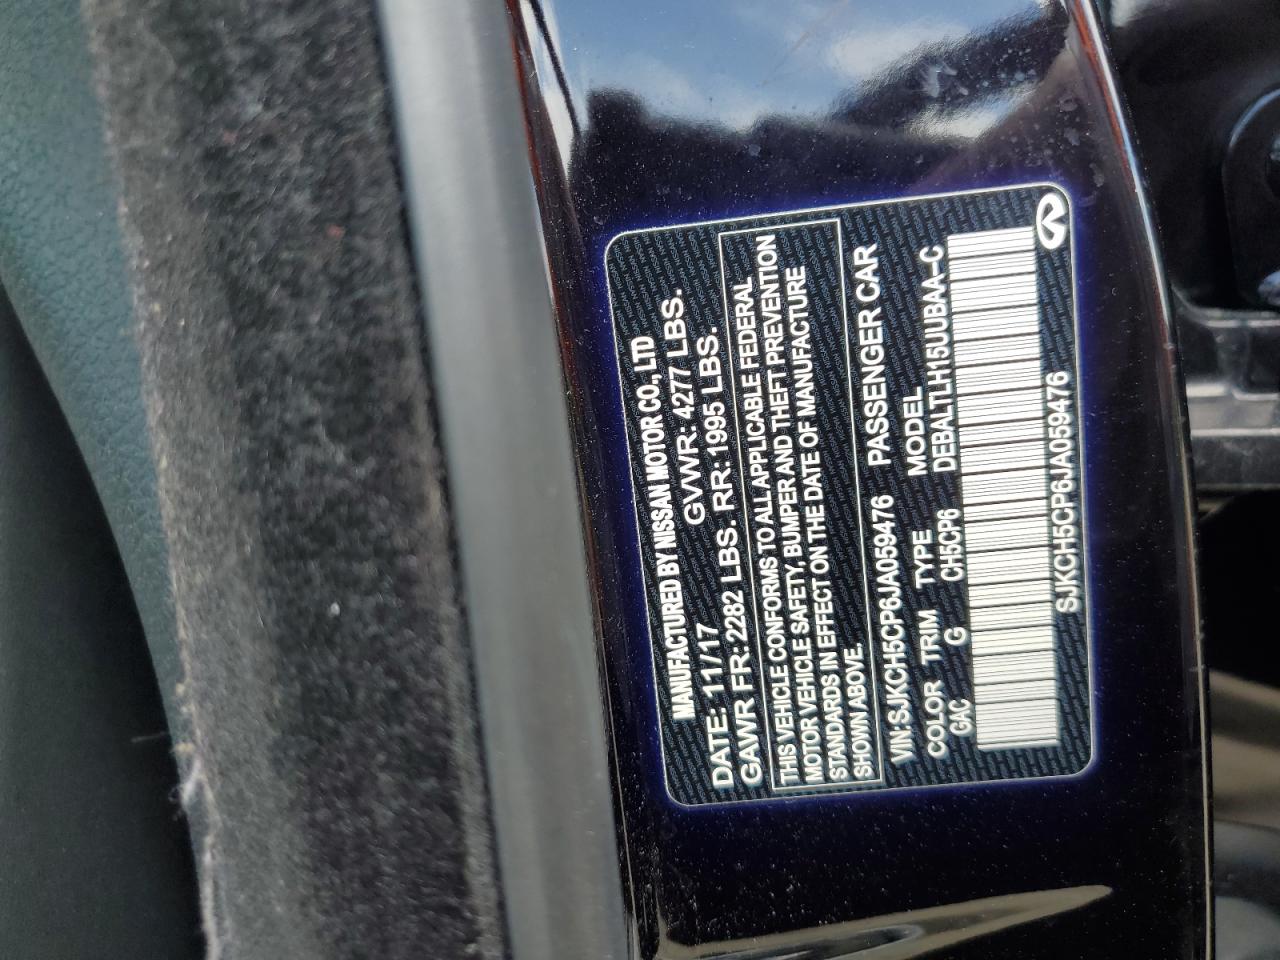 MANUFACTURED BY NISSAN MOTOR CO., LTD
DATE: 11/17 GVWR: 4277 LBS.
GAWR FR: 2282 LBS. RR: 1995 LBS.
THIS VEHICLE CONFORMS TO ALL APPLICABLE FEDERAL
MOTOR VEHICLE SAFETY, BUMPER AND THEFT PREVENTION
STANDARDS IN EFFECT ON THE DATE OF MANUFACTURE
SHOWN ABOVE.
VIN: SJKCH5CP6JA059476 PASSENGER CAR
COLOR TRIM TYPE MODEL
GAC G CH5CP6 DEBALTLH15UUBAA-C
SJKCH5CP6JA059476